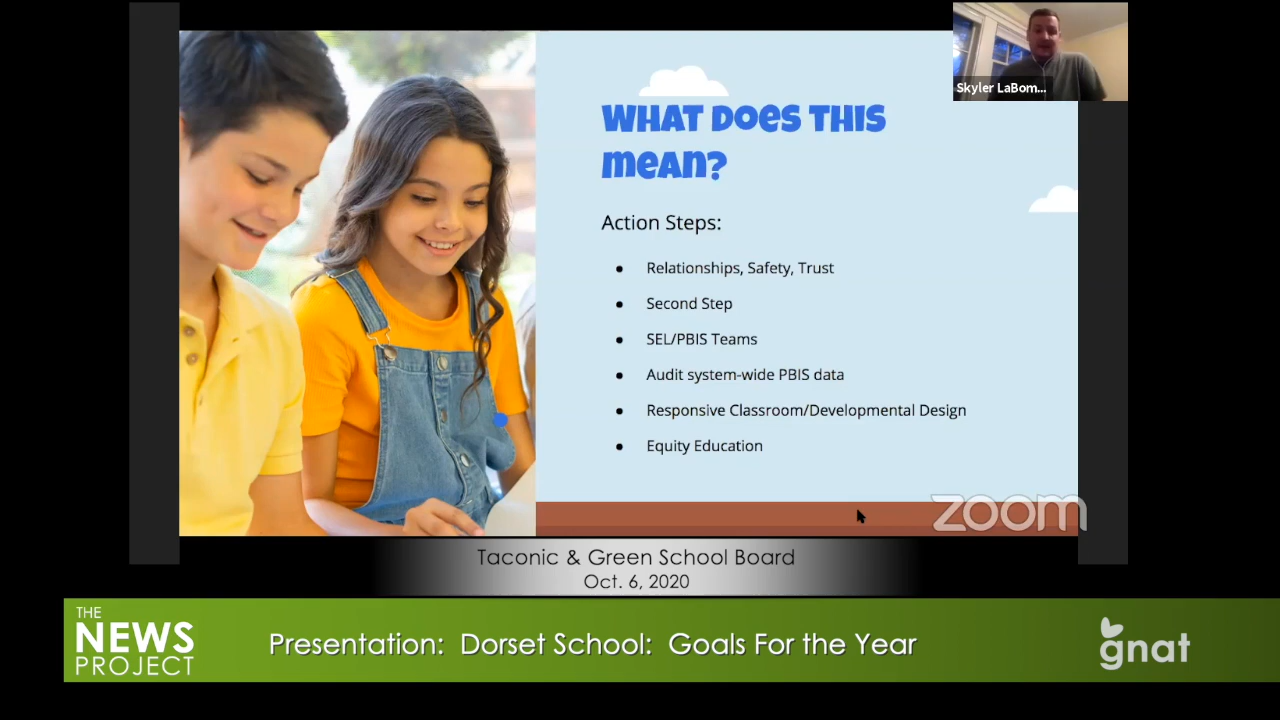 Skyler LaBom...
WHAT DOES THIS
MEAN?
Action Steps:
● Relationships, Safety, Trust
● Second Step
● SEL/PBIS Teams
● Audit system-wide PBIS data
● Responsive Classroom/Developmental Design
● Equity Education
zoom
Taconic & Green School Board
Oct. 6, 2020
THE
NEWS
PROJECT
Presentation: Dorset School: Goals For the Year
gnat